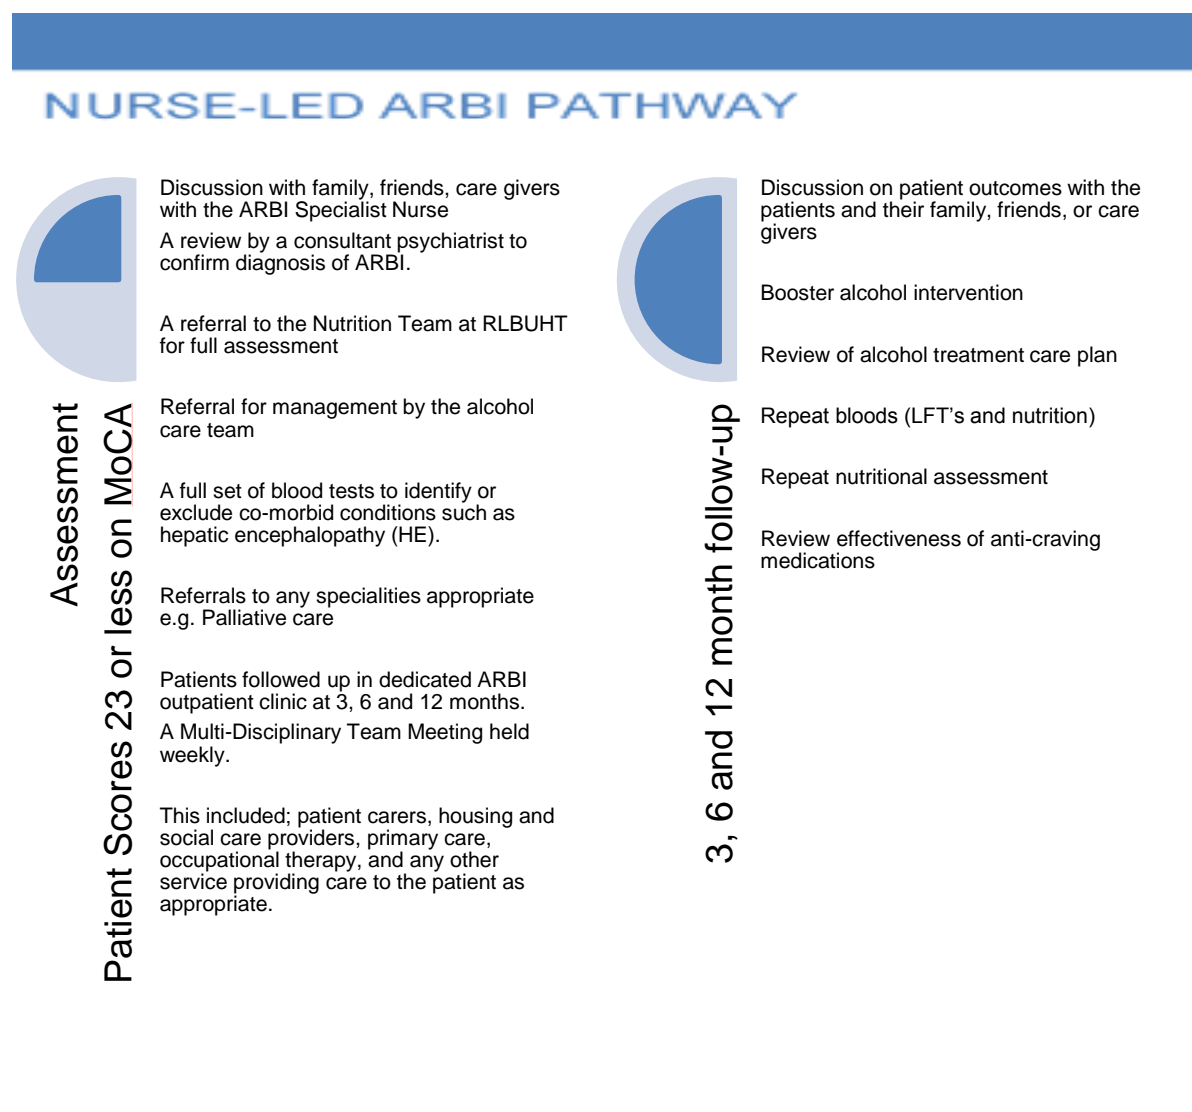 NURSE-LED ARBI PATHWAY
Assessment
Patient Scores 23 or less on MoCA
Discussion with family, friends, care givers
with the ARBI Specialist Nurse
A review by a consultant psychiatrist to
confirm diagnosis of ARBI.
A referral to the Nutrition Team at RLBUHT
for full assessment
Referral for management by the alcohol
care team
A full set of blood tests to identify or
exclude co-morbid conditions such as
hepatic encephalopathy (HE).
Referrals to any specialities appropriate
e.g. Palliative care
Patients followed up in dedicated ARBI
outpatient clinic at 3, 6 and 12 months.
A Multi-Disciplinary Team Meeting held
weekly.
This included; patient carers, housing and
social care providers, primary care,
occupational therapy, and any other
service providing care to the patient as
appropriate.
3, 6 and 12 month follow-up
Discussion on patient outcomes with the
patients and their family, friends, or care
givers
Booster alcohol intervention
Review of alcohol treatment care plan
Repeat bloods (LFT's and nutrition)
Repeat nutritional assessment
Review effectiveness of anti-craving
medications